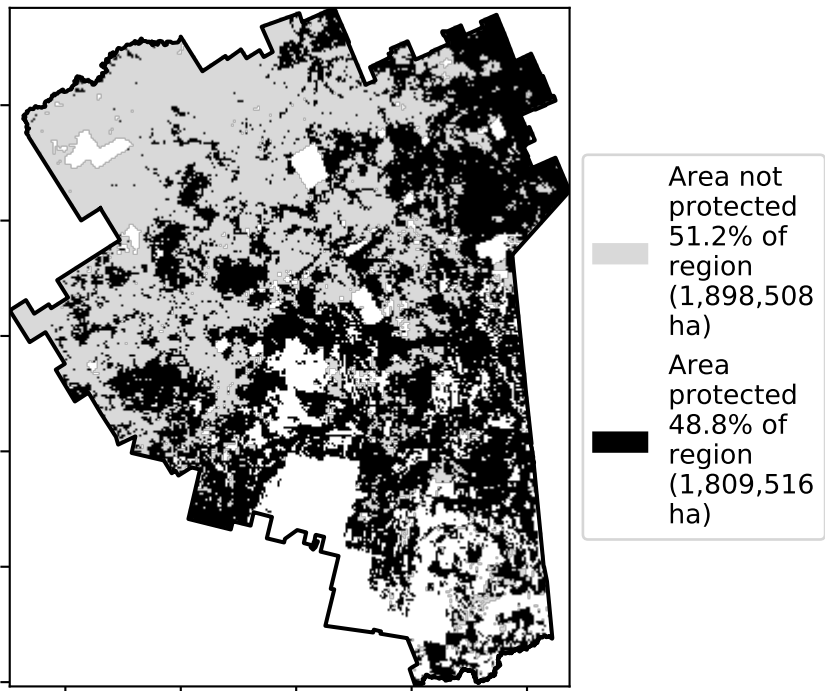 Area not
protected
51.2% of
region
(1,898,508
ha)
Area
protected
48.8% of
region
(1,809,516
ha)